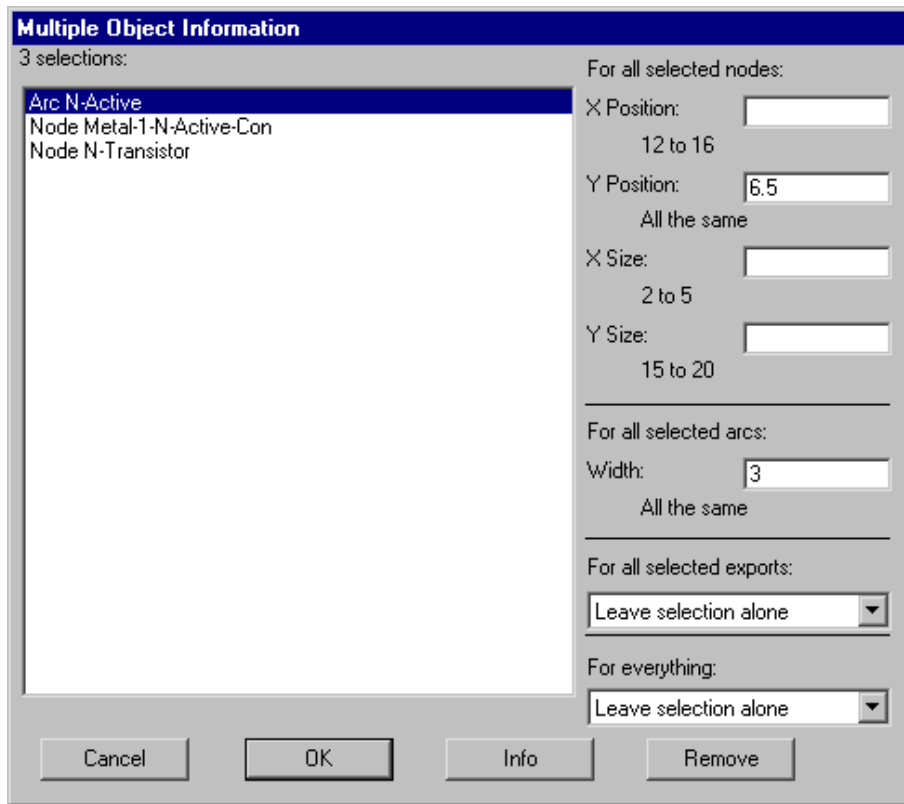 Multiple Object Information
3 selections:
Arc N-Active
Node Metal-1-N-Active-Con
Node N-Transistor
For all selected nodes:
X Position:
12 to 16
Y Position: 6.5
All the same
X Size:
2 to 5
Y Size:
15 to 20
For all selected arcs:
Width: 3
All the same
For all selected exports:
Leave selection alone
For everything:
Leave selection alone
Cancel OK Info Remove